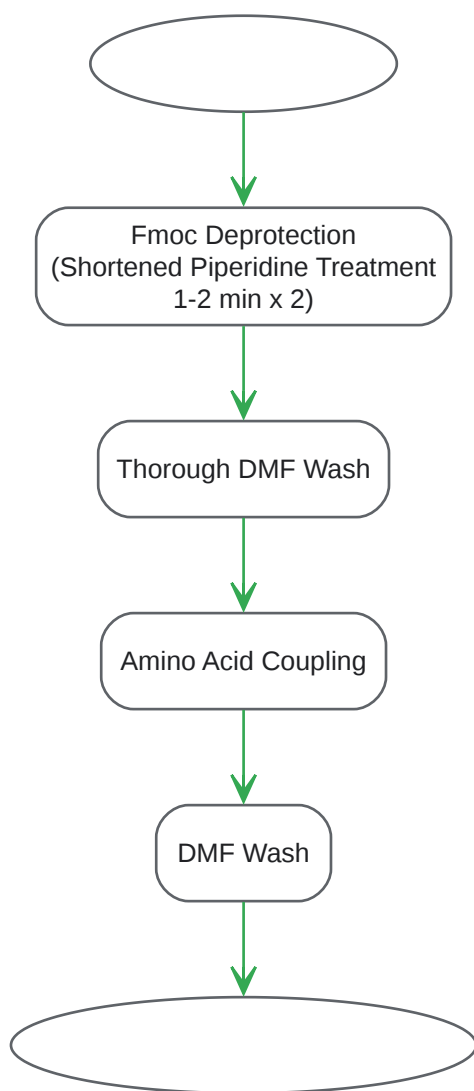 Fmoc Deprotection
(Shortened Piperidine Treatment
1-2 min x 2)
Thorough DMF Wash
Amino Acid Coupling
DMF Wash